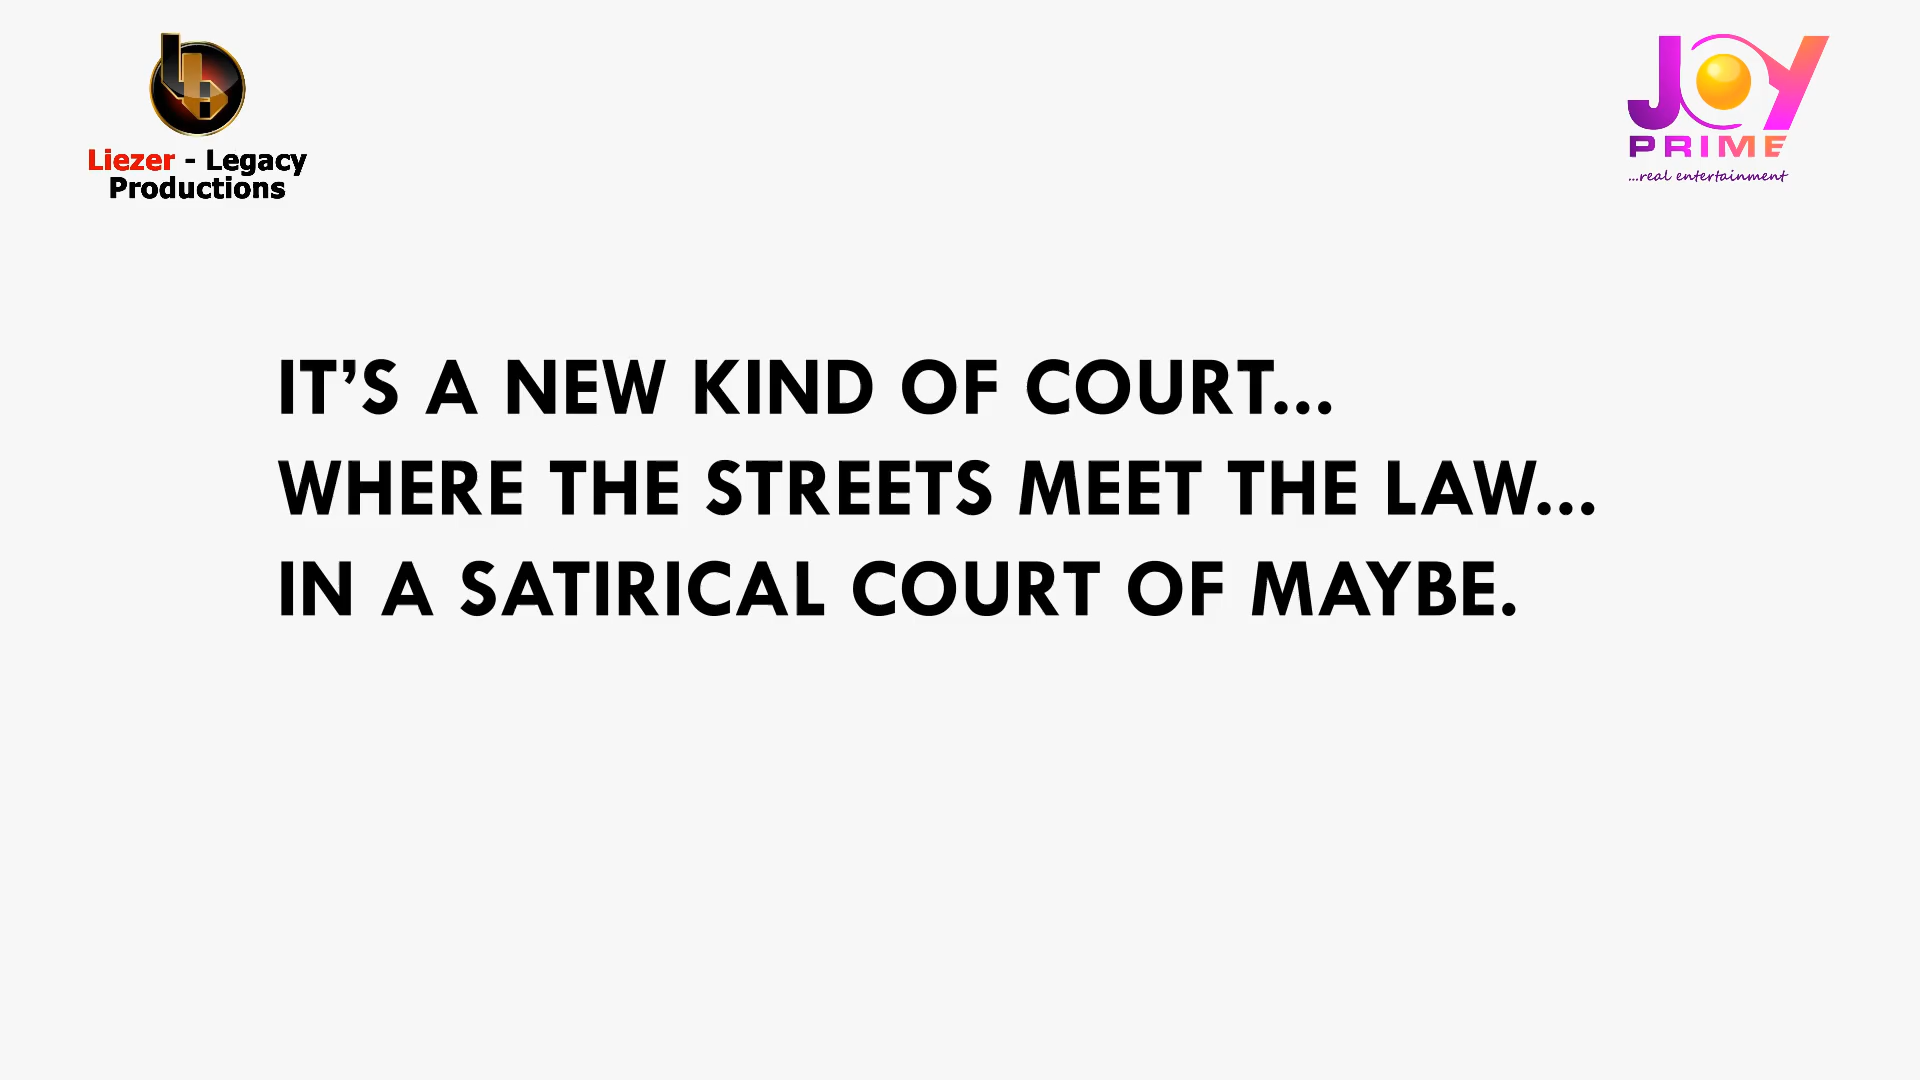 Liezer - Legacy
Productions
JOY
PRIME
...real entertainment
IT’S A NEW KIND OF COURT...
WHERE THE STREETS MEET THE LAW...
IN A SATIRICAL COURT OF MAYBE.